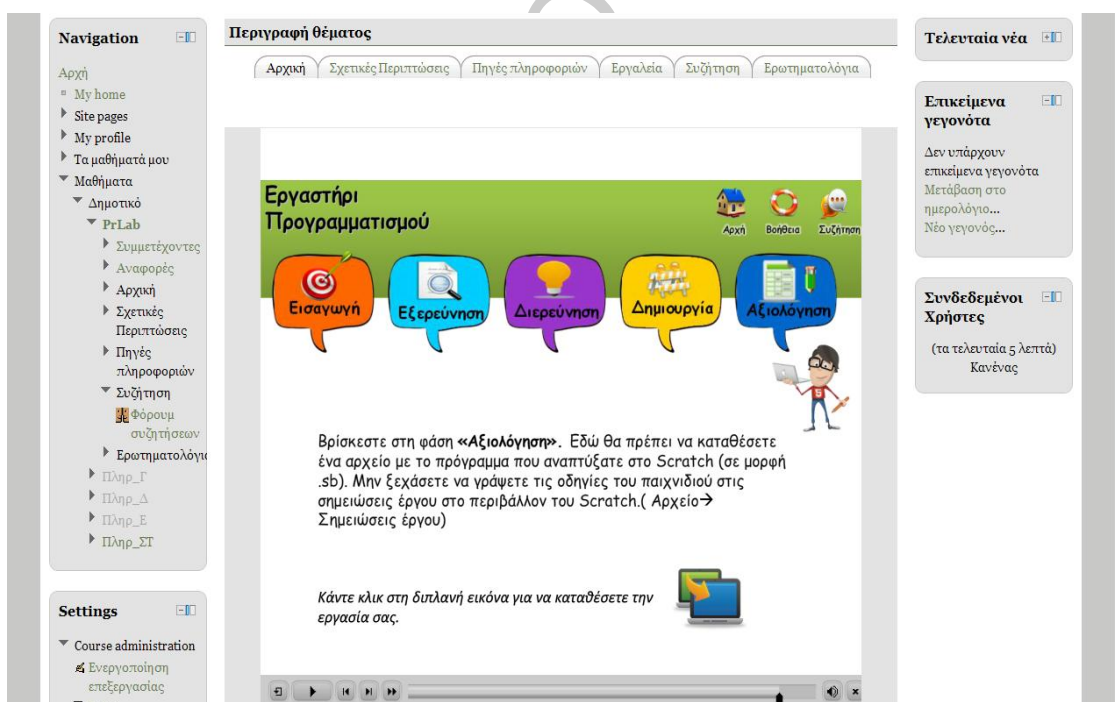 Navigation
Αρχή
My home
Site pages
My profile
Τα μαθήματά μου
Μαθήματα
Δημοτικό
PrLab
Συμμετέχοντες
Αναφορές
Αρχική
Σχετικές
Περιπτώσεις
Πηγές
πληροφοριών
Συζήτηση
Φόρουμ
συζητήσεων
Ερωτηματολόγι
Πληρ_Γ
Πληρ_Δ
Πληρ_Ε
Πληρ_ΣΤ
Settings
Course administration
Ενεργοποίηση
επεξεργασίας
Περιγραφή θέματος
Αρχική Σχετικές Περιπτώσεις Πηγές πληροφοριών Εργαλεία Συζήτηση Ερωτηματολόγια
Εργαστήρι
Προγραμματισμού
Αρχή Βοήθεια Συζήτηση
Εισαγωγή Εξερεύνηση Διερεύνηση Δημιουργία Αξιολόγηση
Βρίσκεστε στη φάση «Αξιολόγηση». Εδώ θα πρέπει να καταθέσετε
ένα αρχείο με το πρόγραμμα που αναπτύξατε στο Scratch (σε μορφή
.sb). Μην ξεχάσετε να γράψετε τις οδηγίες του παιχνιδιού στις
σημειώσεις έργου στο περιβάλλον του Scratch.( Αρχείο→
Σημειώσεις έργου)
Κάντε κλικ στη διπλανή εικόνα για να καταθέσετε την
εργασία σας.
Τελευταία νέα
Επικείμενα
γεγονότα
Δεν υπάρχουν
επικείμενα γεγονότα
Μετάβαση στο
ημερολόγιο...
Νέο γεγονός...
Συνδεδεμένοι
Χρήστες
(τα τελευταία 5 λεπτά)
Κανένας